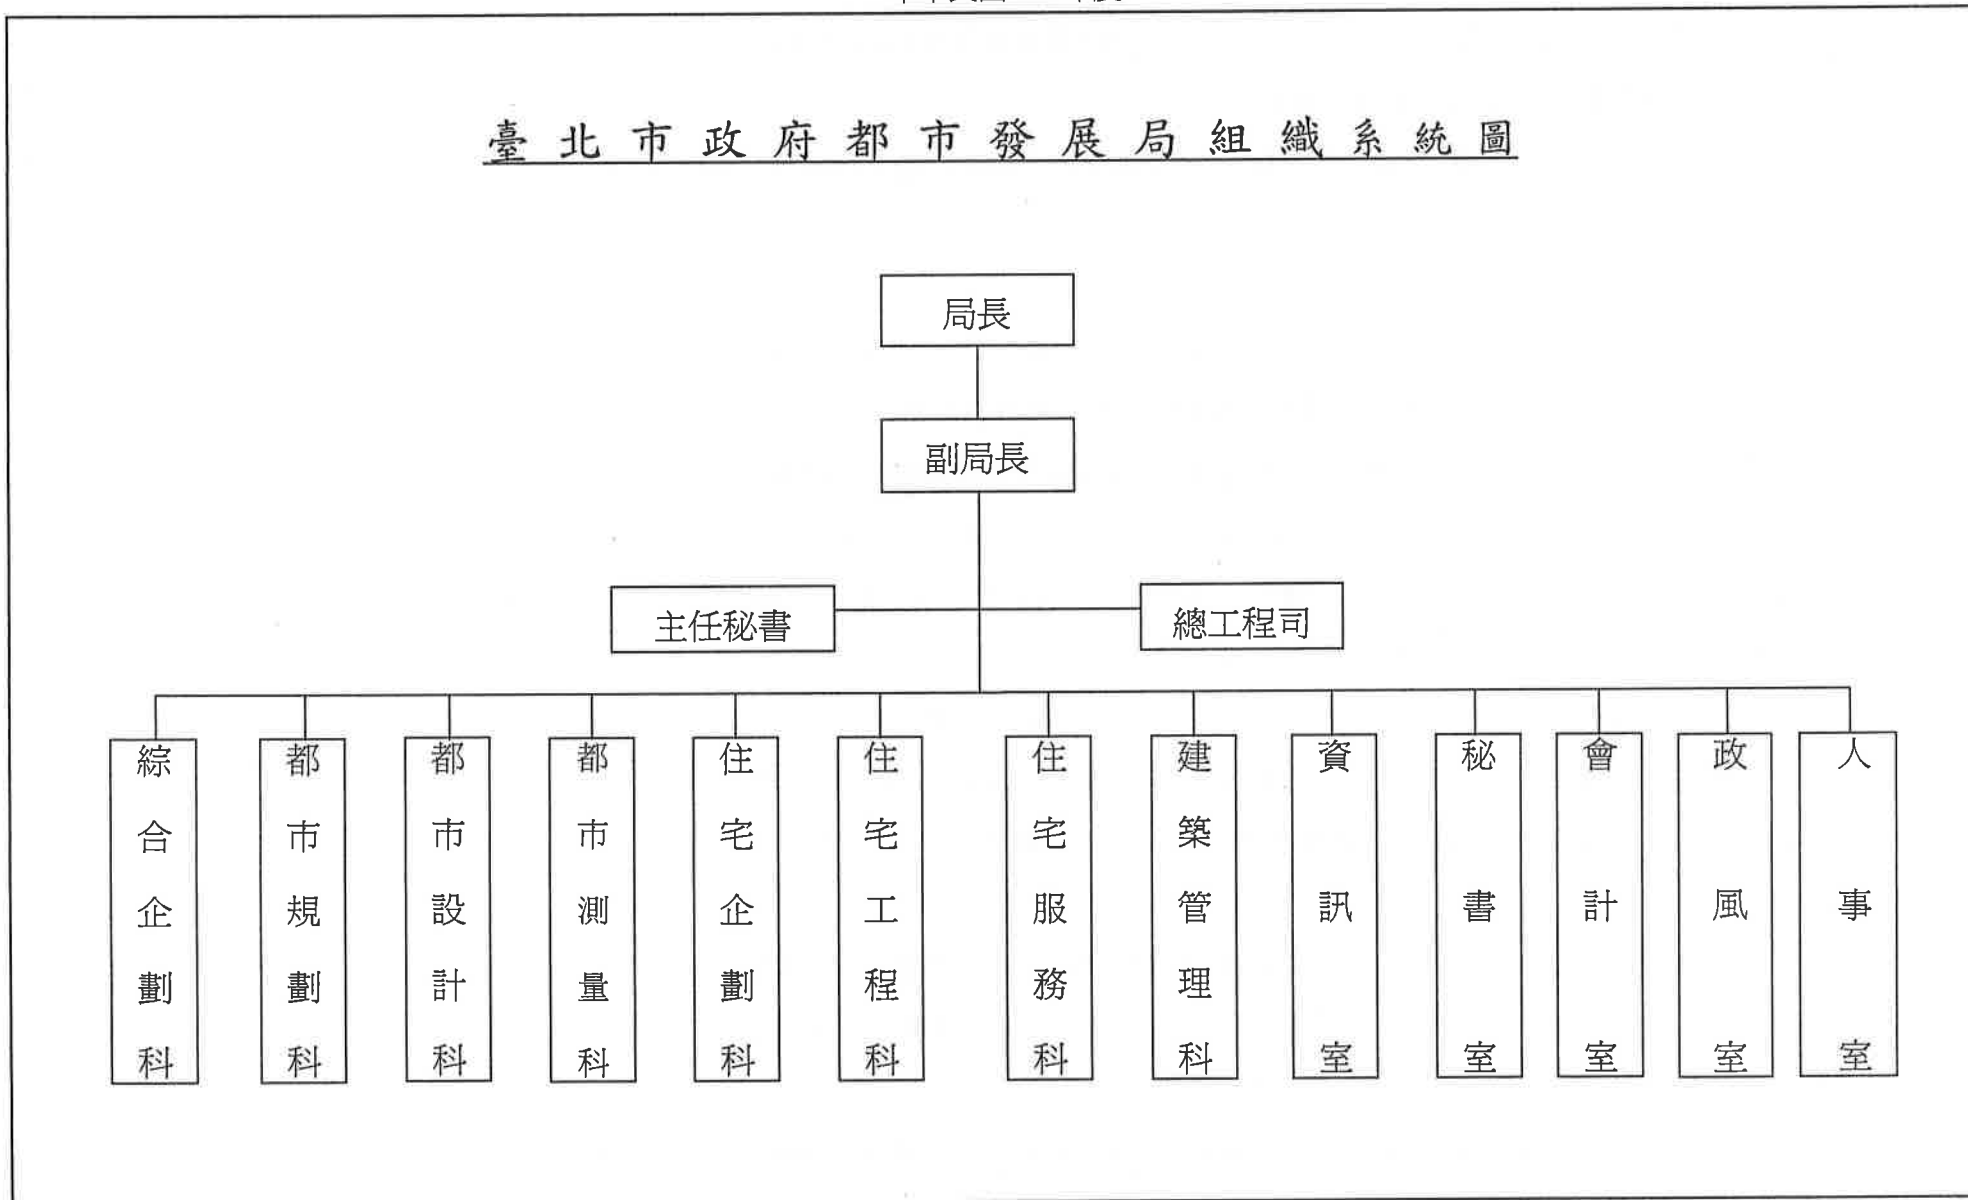 臺北市政府都市發展局組織系統圖
局長
副局長
主任秘書
總工程司
綜合企劃科
都市規劃科
都市設計科
都市測量科
住宅企劃科
住宅工程科
住宅服務科
建築管理科
資訊室
秘書室
會計室
政風室
人事室